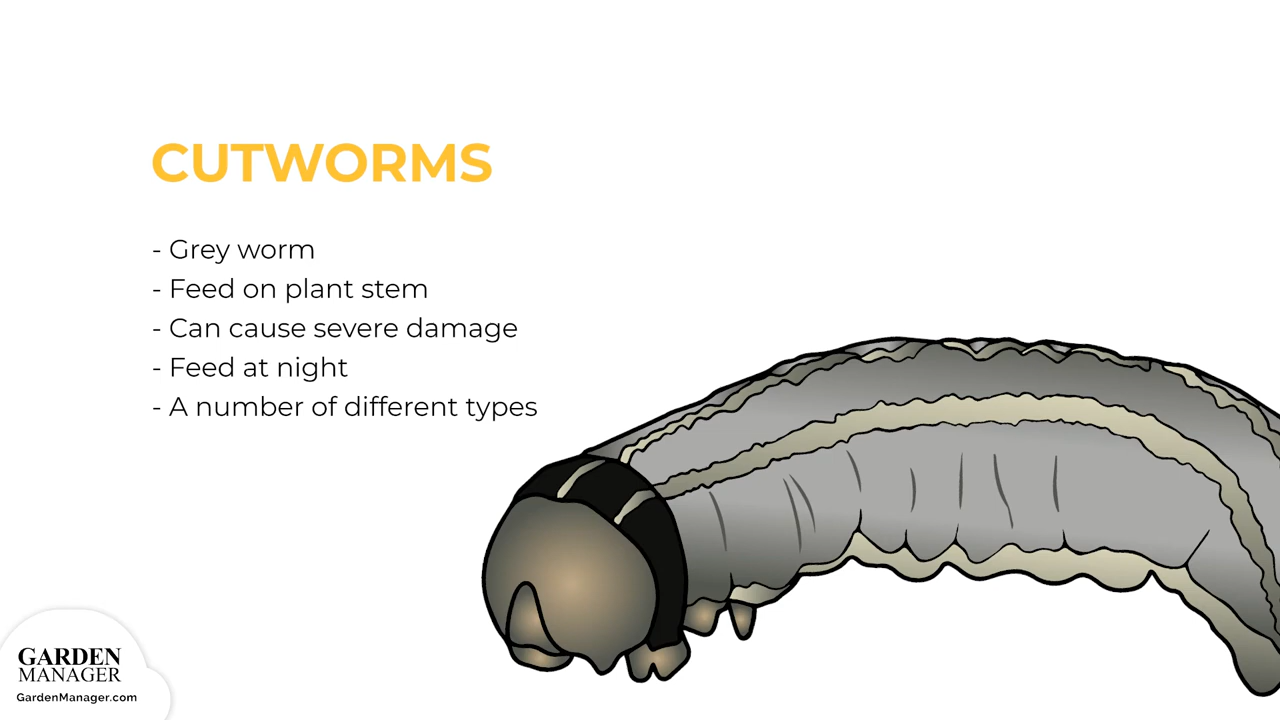 CUTWORMS
- Grey worm
- Feed on plant stem
- Can cause severe damage
- Feed at night
- A number of different types
GARDEN
MANAGER
GardenManager.com